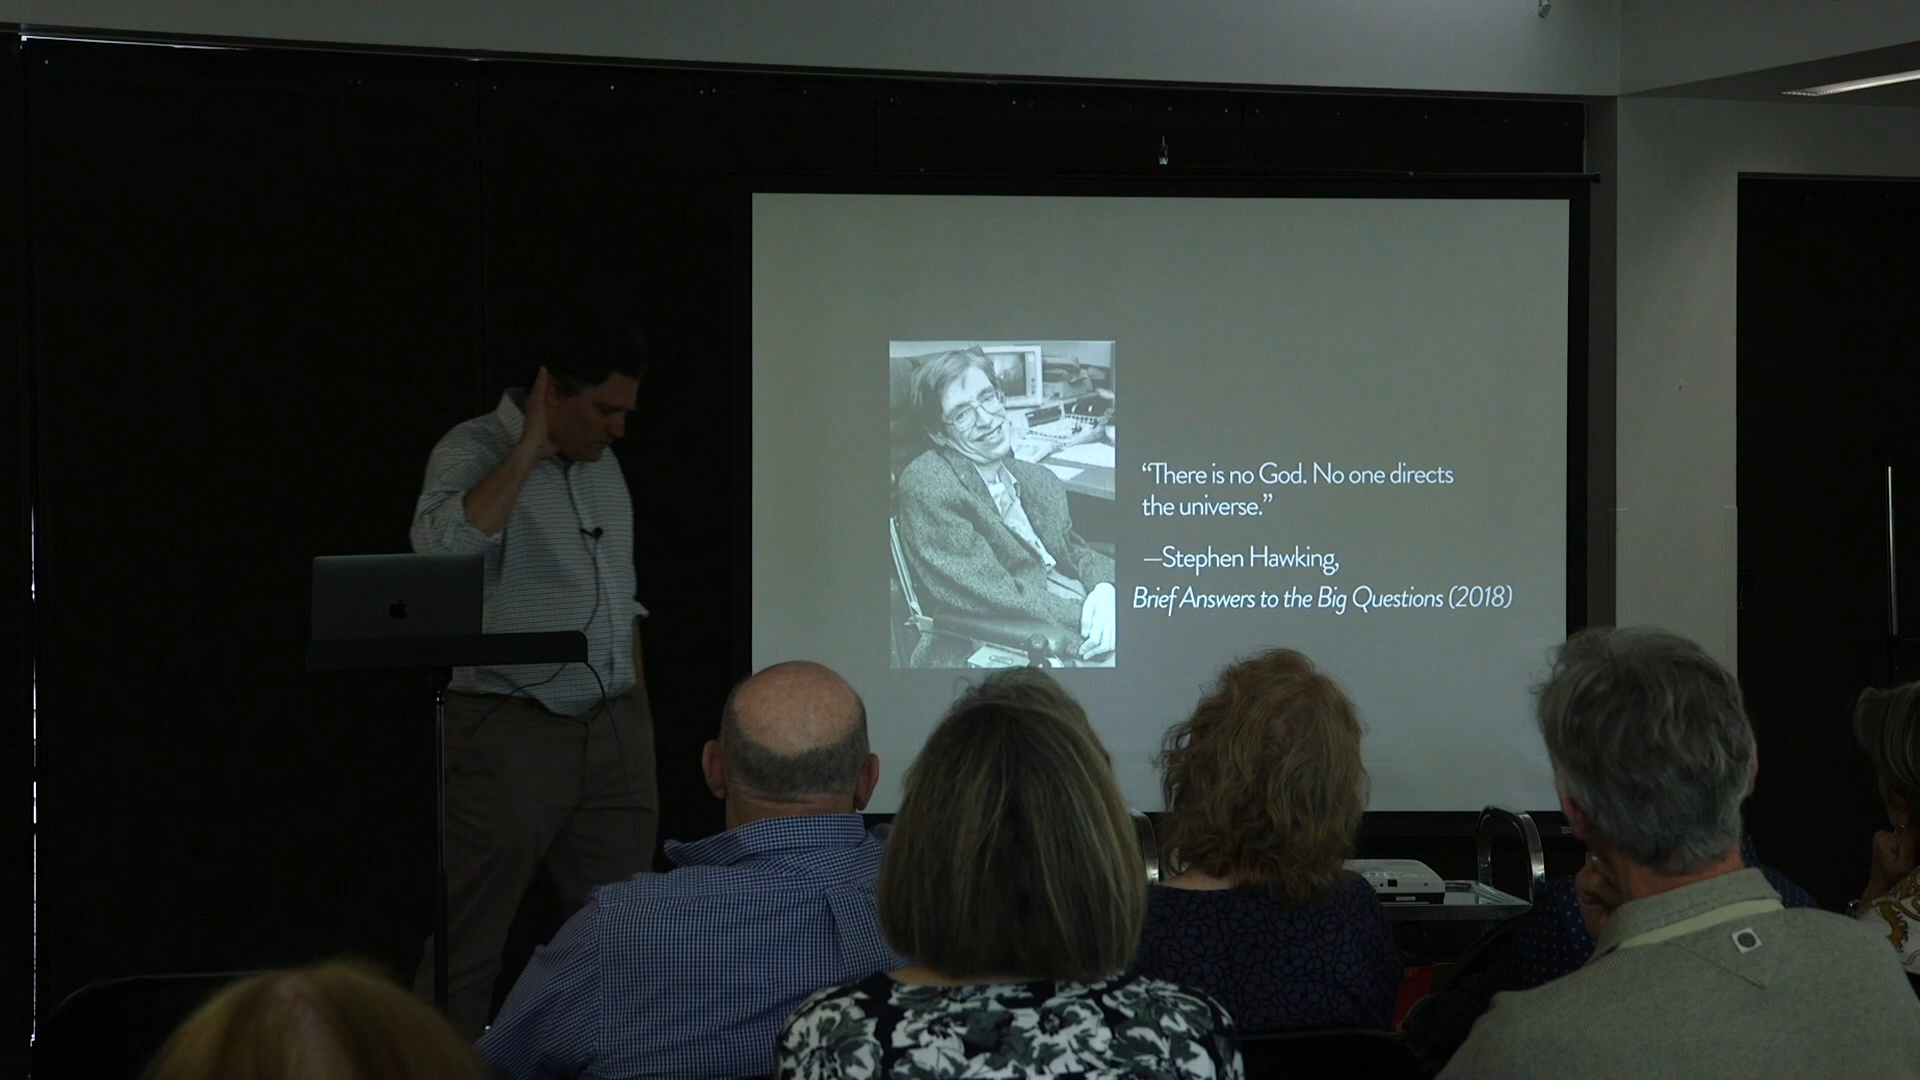 “There is no God. No one directs
the universe.”
—Stephen Hawking,
Brief Answers to the Big Questions (2018)